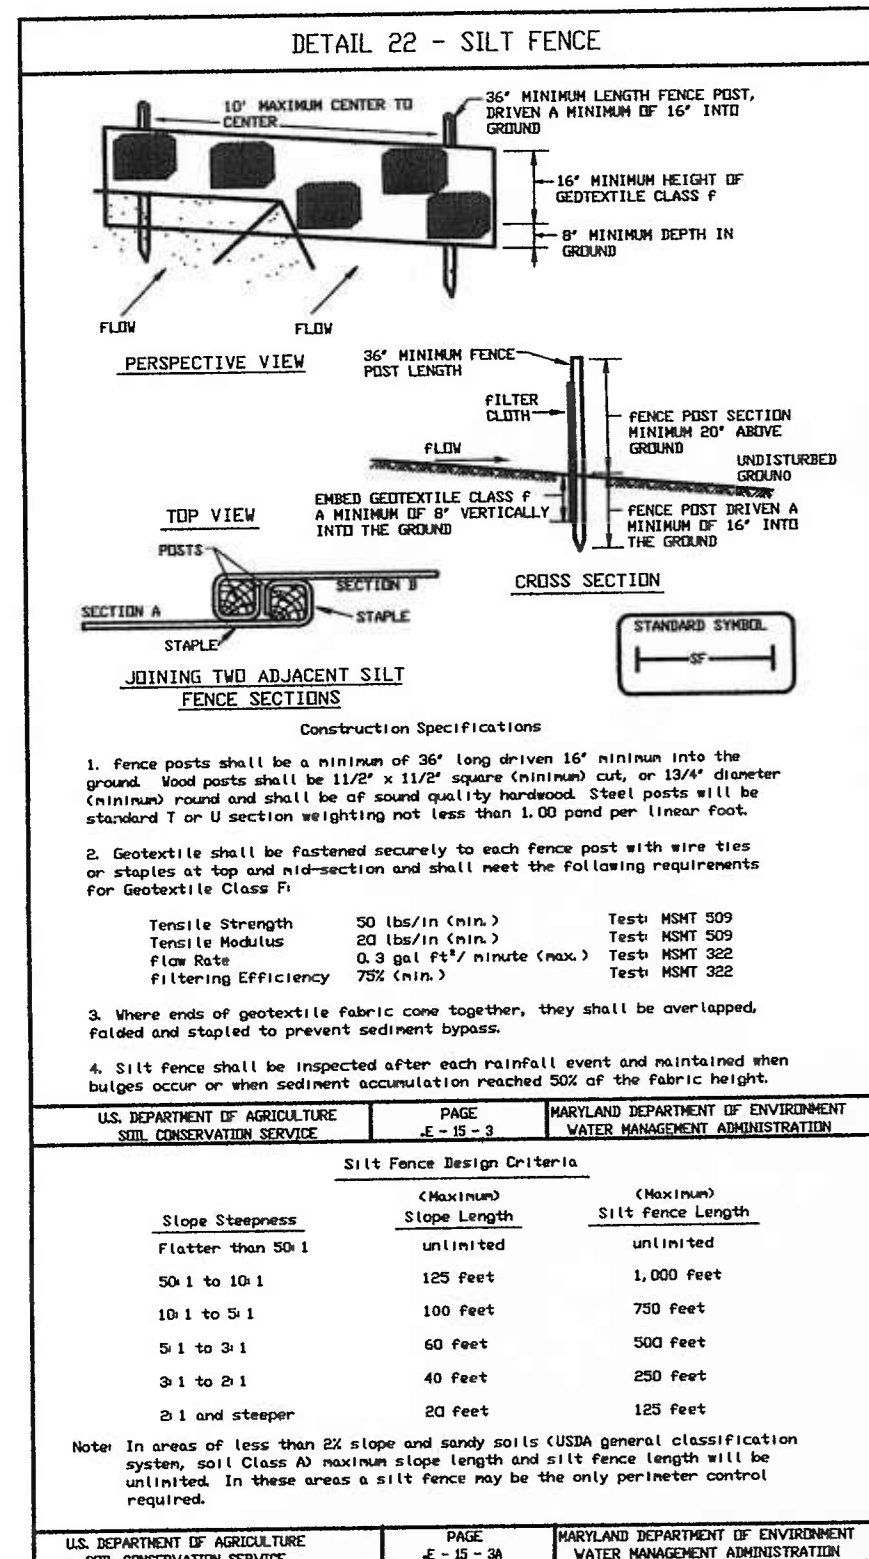 DETAIL 22 - SILT FENCE
10' MAXIMUM CENTER TO
CENTER
36" MINIMUM LENGTH FENCE POST,
DRIVEN A MINIMUM OF 16" INTO
GROUND
16" MINIMUM HEIGHT OF
GEOTEXTILE CLASS f
8" MINIMUM DEPTH IN
GROUND
FLOW
FLOW
PERSPECTIVE VIEW
36" MINIMUM FENCE
POST LENGTH
fILTER
CLOTH
fENCE POST SECTION
MINIMUM 20" ABOVE
GROUND
fLOW
UNDISTURBED
GROUND
EMBED GEOTEXTILE CLASS f
A MINIMUM OF 8" VERTICALLY
INTO THE GROUND
fENCE POST DRIVEN A
MINIMUM OF 16" INTO
THE GROUND
CROSS SECTION
TOP VIEW
POSTS
SECTION B
SECTION A
STAPLE
STAPLE
JOINING TWO ADJACENT SILT
FENCE SECTIONS
STANDARD SYMBOL
SF
Construction Specifications
1. fence posts shall be a minimum of 36" long driven 16" minimum into the
ground. Wood posts shall be 11/2" x 11/2" square (minimum) cut, or 13/4" diameter
(minimum) round and shall be of sound quality hardwood. Steel posts will be
standard T or U section weighting not less than 1.00 pond per linear foot.
2. Geotextile shall be fastened securely to each fence post with wire ties
or staples at top and mid-section and shall meet the following requirements
for Geotextile Class F:
Tensile Strength 50 lbs/in (min.) Test: MSMT 509
Tensile Modulus 20 lbs/in (min.) Test: MSMT 509
flow Rate 0.3 gal ft²/ minute (max.) Test: MSMT 322
filtering Efficiency 75% (min.) Test: MSMT 322
3. Where ends of geotextile fabric come together, they shall be overlapped,
folded and stapled to prevent sediment bypass.
4. Silt fence shall be inspected after each rainfall event and maintained when
bulges occur or when sediment accumulation reached 50% of the fabric height.
U.S. DEPARTMENT OF AGRICULTURE
SOIL CONSERVATION SERVICE
PAGE
E - 15 - 3
MARYLAND DEPARTMENT OF ENVIRONMENT
WATER MANAGEMENT ADMINISTRATION
Silt Fence Design Criteria
(Maximum) (Maximum)
Slope Steepness Slope Length Silt fence Length
Flatter than 50:1 unlimited unlimited
50:1 to 10:1 125 feet 1,000 feet
10:1 to 5:1 100 feet 750 feet
5:1 to 3:1 60 feet 500 feet
3:1 to 2:1 40 feet 250 feet
2:1 and steeper 20 feet 125 feet
Note: In areas of less than 2% slope and sandy soils (USDA general classification
system, soil Class A) maximum slope length and silt fence length will be
unlimited. In these areas a silt fence may be the only perimeter control
required.
U.S. DEPARTMENT OF AGRICULTURE
SOIL CONSERVATION SERVICE
PAGE
E - 15 - 3A
MARYLAND DEPARTMENT OF ENVIRONMENT
WATER MANAGEMENT ADMINISTRATION